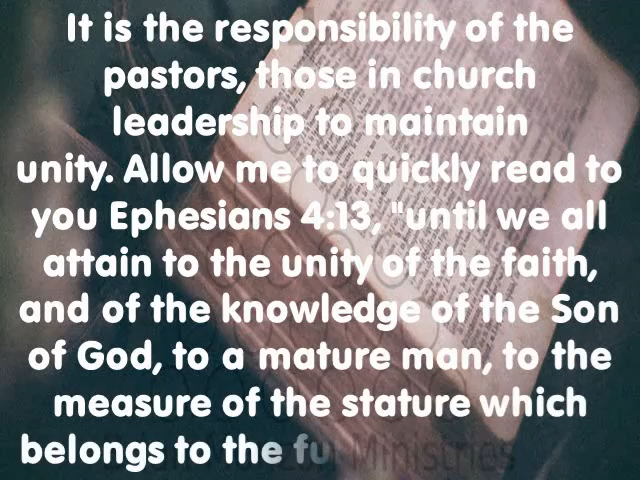 It is the responsibility of the
pastors, those in church
leadership to maintain
unity. Allow me to quickly read to
you Ephesians 4:13, "until we all
attain to the unity of the faith,
and of the knowledge of the Son
of God, to a mature man, to the
measure of the stature which
belongs to the fu
Ministries